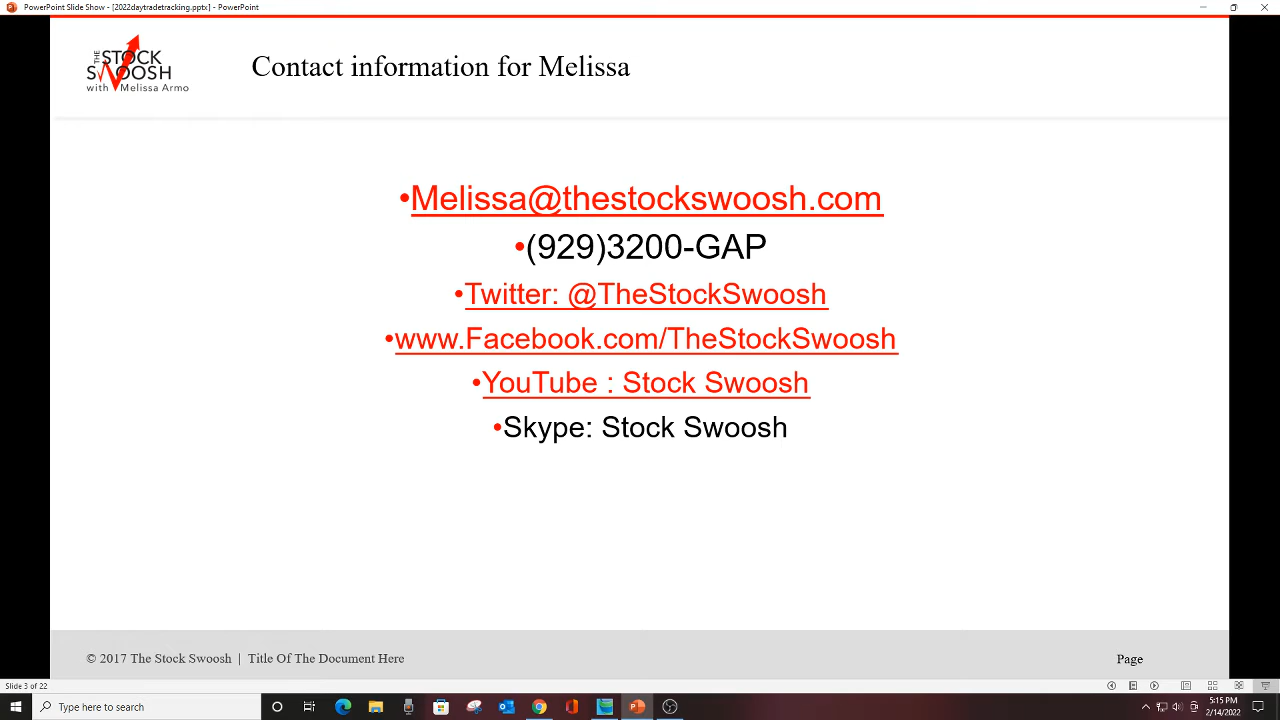 PowerPoint Slide Show - [2022daytradetracking.pptx] - PowerPoint
THE STOCK
SWOOSH
with Melissa Armo
Contact information for Melissa
•Melissa@thestockswoosh.com
•(929)3200-GAP
•Twitter: @TheStockSwoosh
•www.Facebook.com/TheStockSwoosh
•YouTube : Stock Swoosh
•Skype: Stock Swoosh
© 2017 The Stock Swoosh | Title Of The Document Here
Page
Slide 3 of 22
Type here to search
5:15 PM
2/14/2022